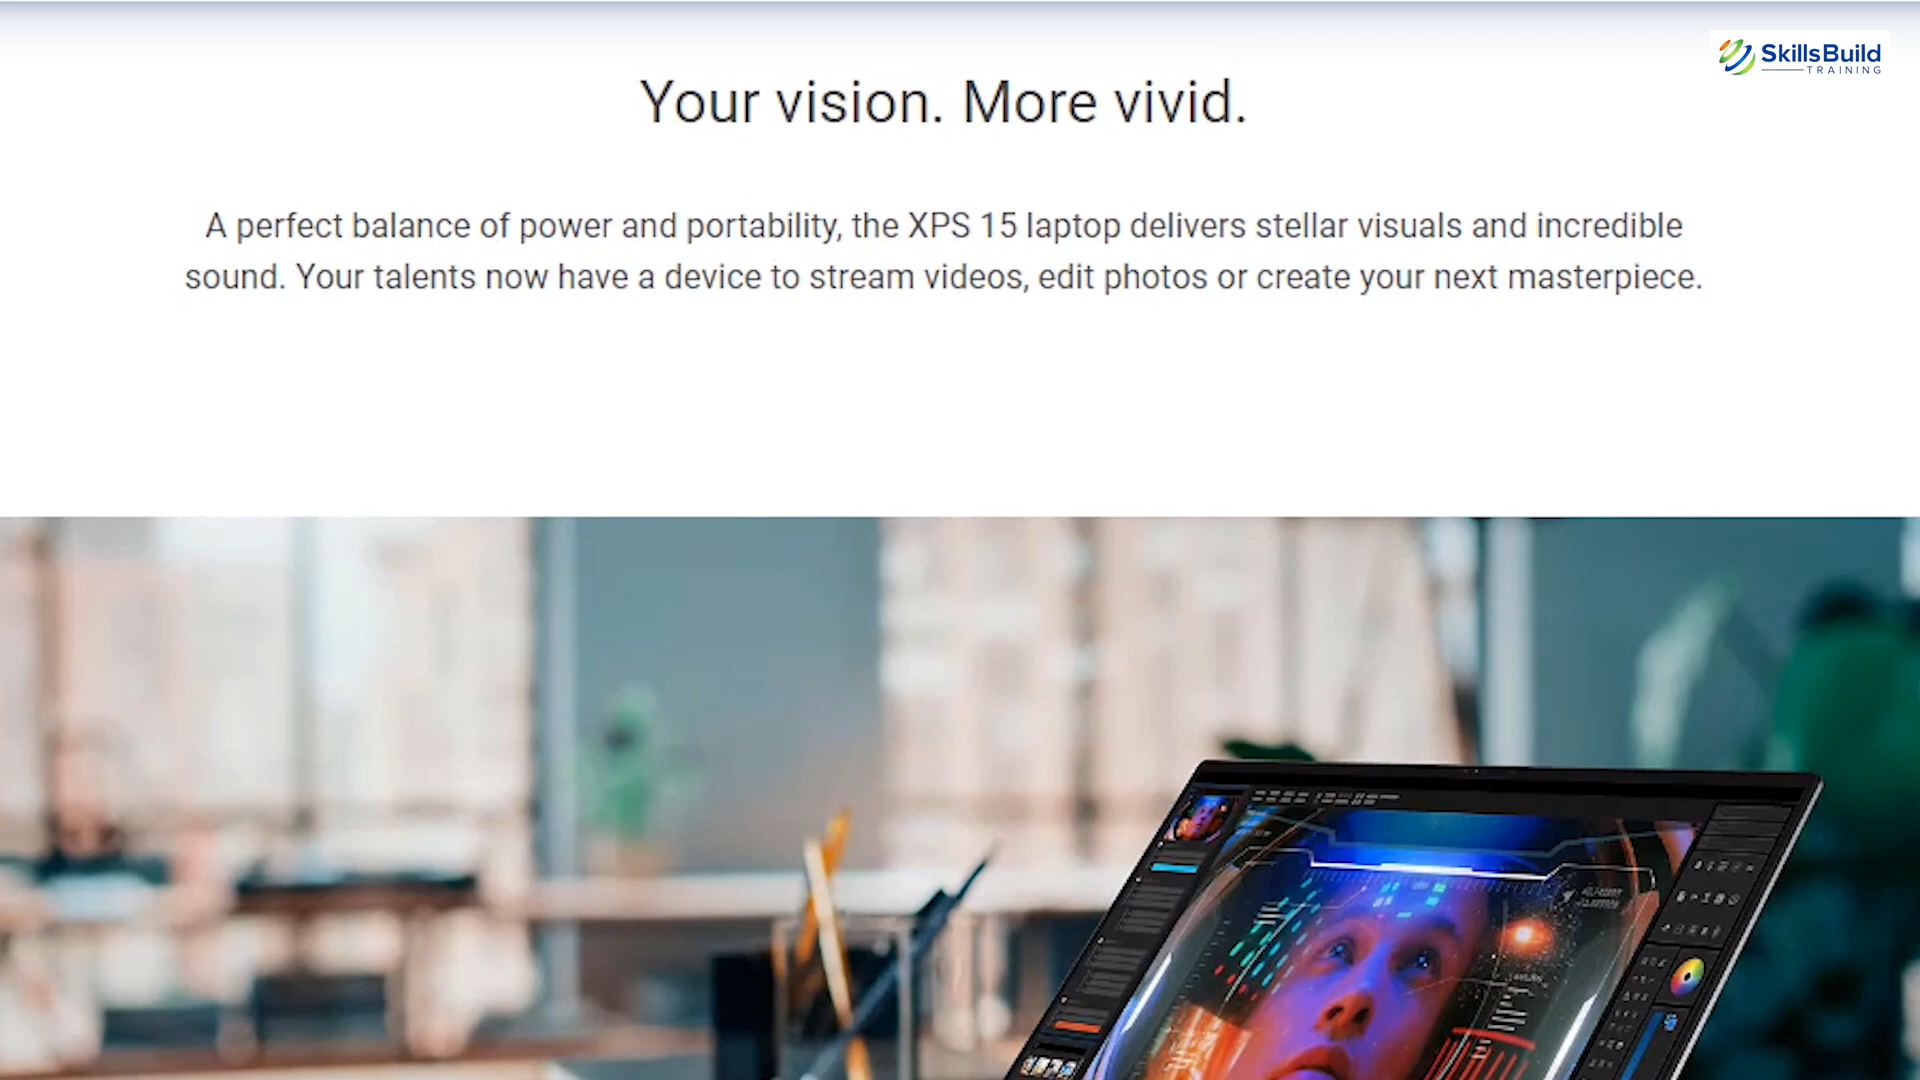 SkillsBuild
TRAINING
Your vision. More vivid.
A perfect balance of power and portability, the XPS 15 laptop delivers stellar visuals and incredible
sound. Your talents now have a device to stream videos, edit photos or create your next masterpiece.